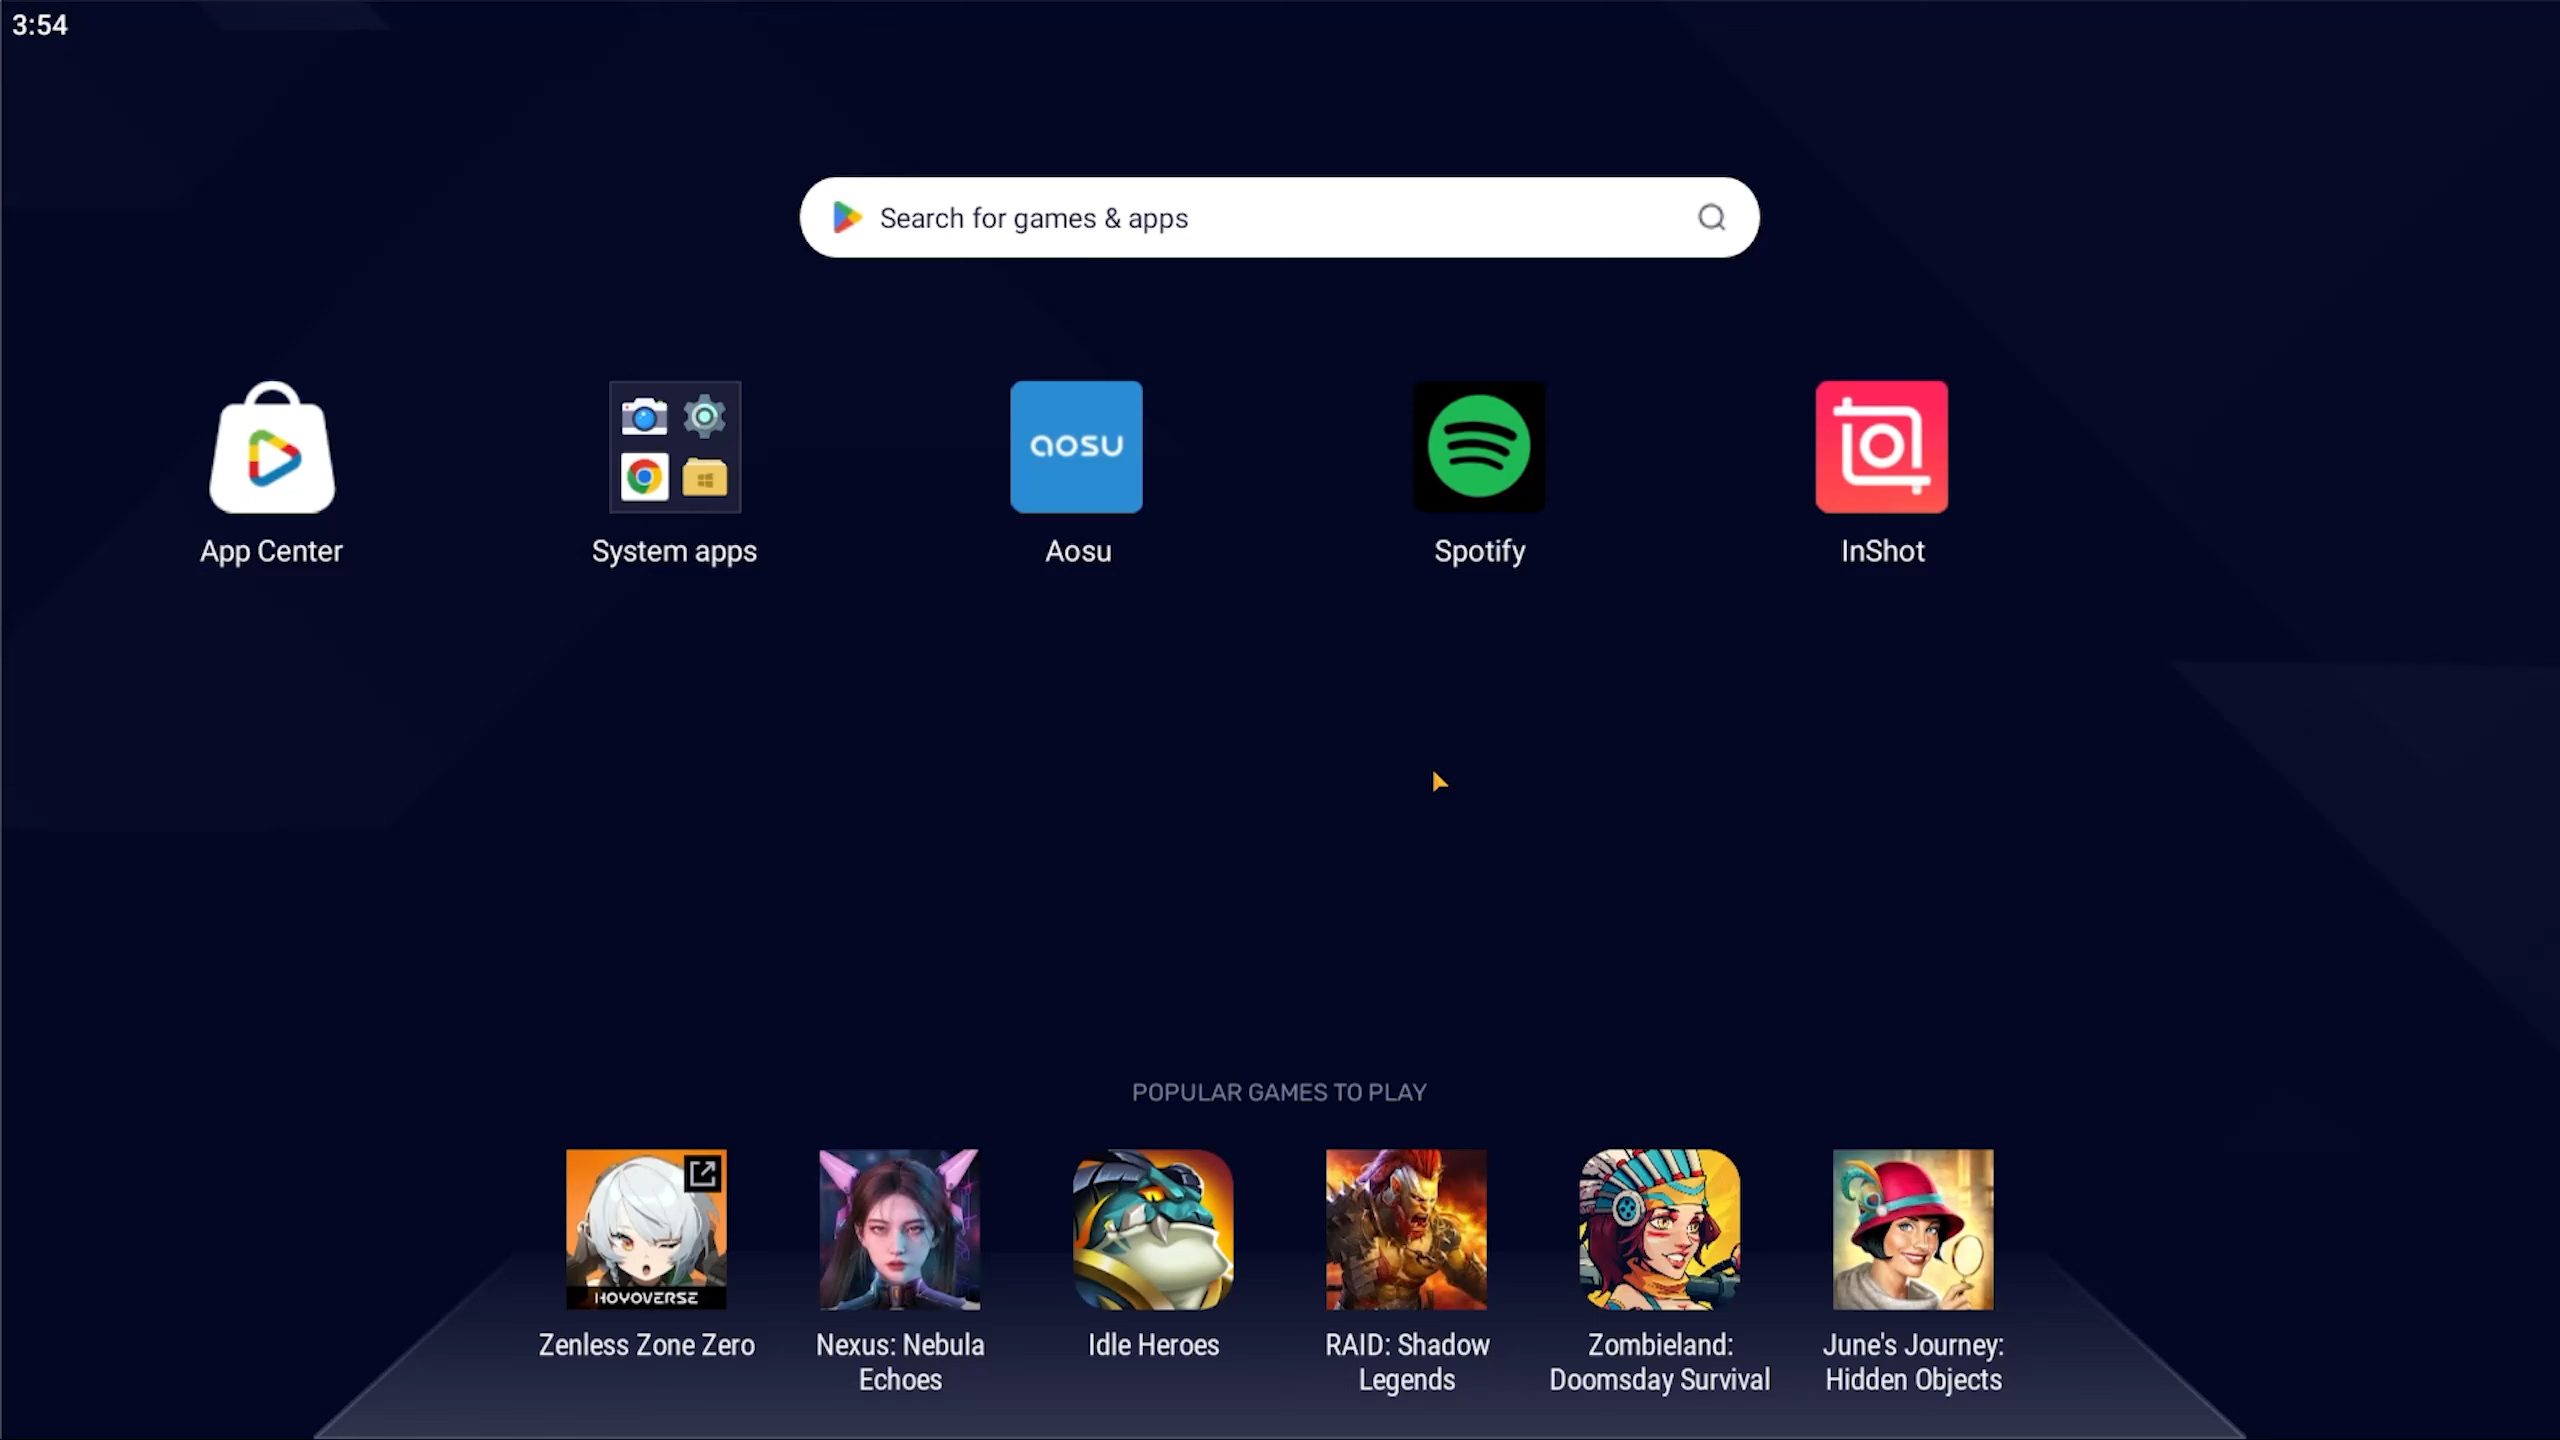 3:54
Search for games & apps
aosu
App Center
System apps
Aosu
Spotify
InShot
POPULAR GAMES TO PLAY
HOYOVERSE
Zenless Zone Zero
Nexus: Nebula
Echoes
Idle Heroes
RAID: Shadow
Legends
Zombieland:
Doomsday Survival
June's Journey:
Hidden Objects